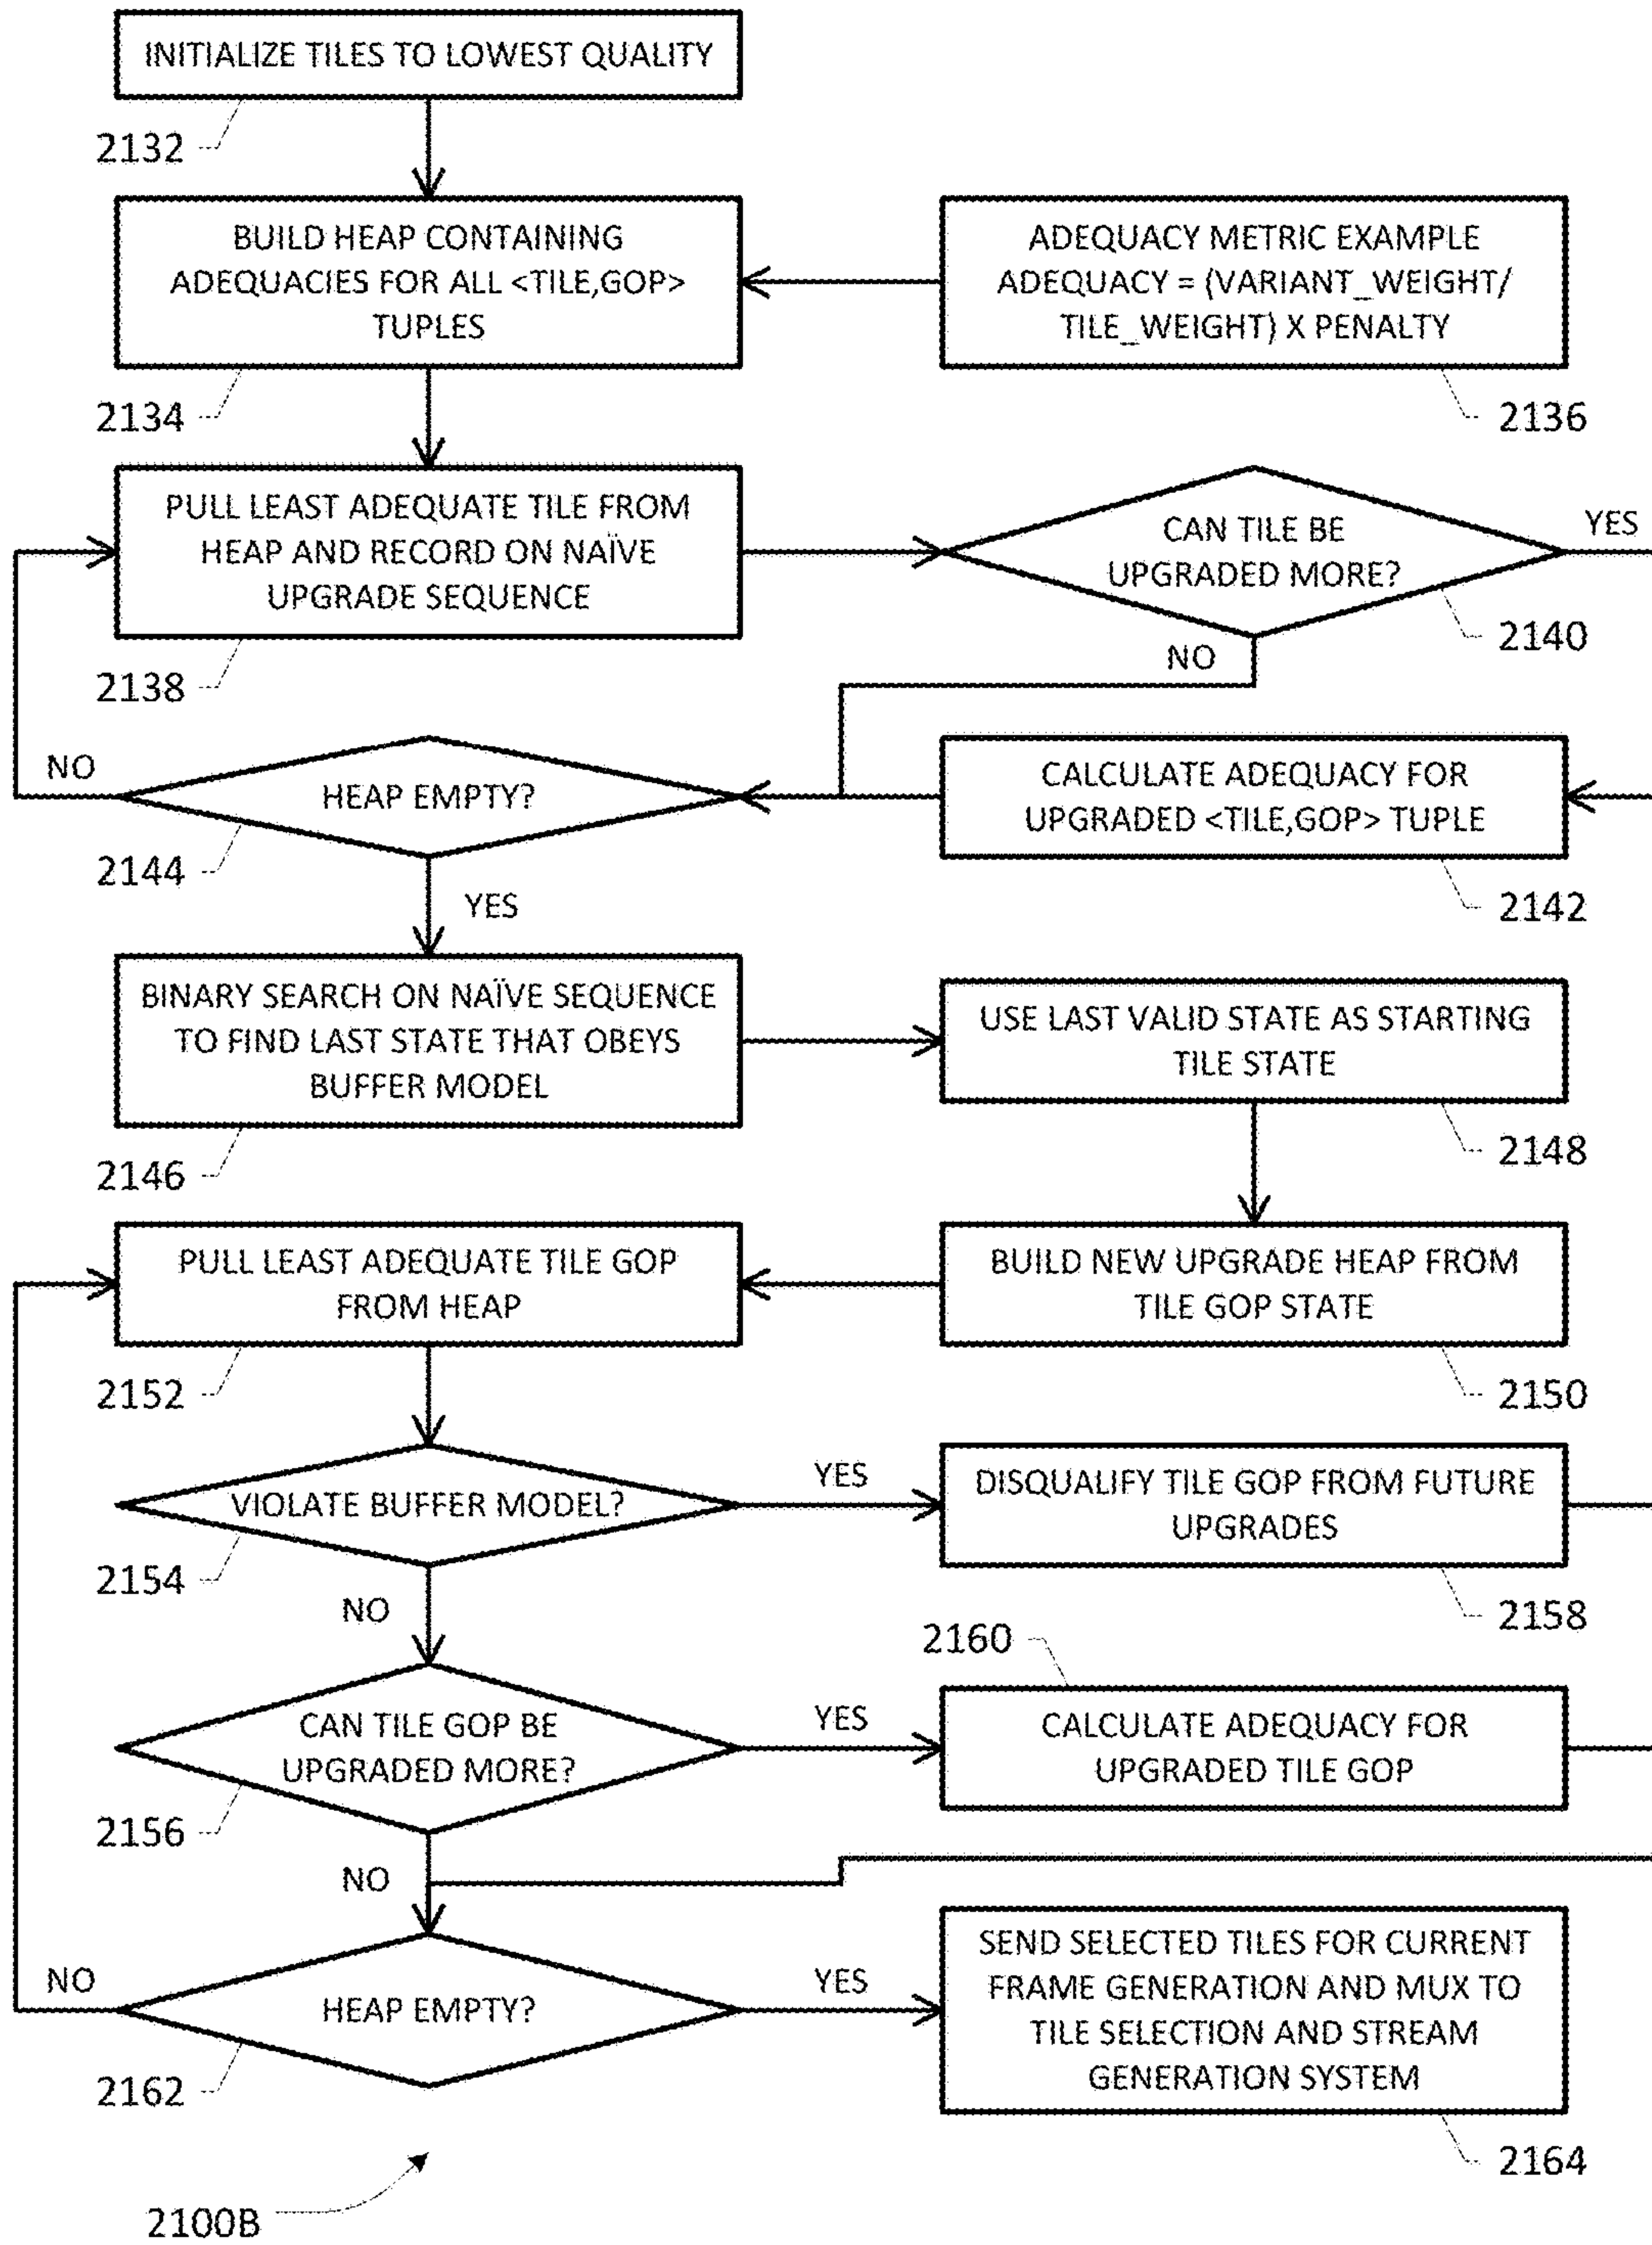 INITIALIZE TILES TO LOWEST QUALITY
2132
BUILD HEAP CONTAINING
ADEQUACIES FOR ALL <TILE,GOP>
TUPLES
2134
ADEQUACY METRIC EXAMPLE
ADEQUACY = (VARIANT_WEIGHT/
TILE_WEIGHT) X PENALTY
2136
PULL LEAST ADEQUATE TILE FROM
HEAP AND RECORD ON NAÏVE
UPGRADE SEQUENCE
2138
CAN TILE BE
UPGRADED MORE?
YES
2140
NO
NO
HEAP EMPTY?
2144
YES
CALCULATE ADEQUACY FOR
UPGRADED <TILE,GOP> TUPLE
2142
BINARY SEARCH ON NAÏVE SEQUENCE
TO FIND LAST STATE THAT OBEYS
BUFFER MODEL
2146
USE LAST VALID STATE AS STARTING
TILE STATE
2148
PULL LEAST ADEQUATE TILE GOP
FROM HEAP
2152
BUILD NEW UPGRADE HEAP FROM
TILE GOP STATE
2150
VIOLATE BUFFER MODEL?
YES
2154
NO
DISQUALIFY TILE GOP FROM FUTURE
UPGRADES
2158
2160
CAN TILE GOP BE
UPGRADED MORE?
YES
2156
NO
CALCULATE ADEQUACY FOR
UPGRADED TILE GOP
NO
HEAP EMPTY?
YES
2162
SEND SELECTED TILES FOR CURRENT
FRAME GENERATION AND MUX TO
TILE SELECTION AND STREAM
GENERATION SYSTEM
2164
2100B